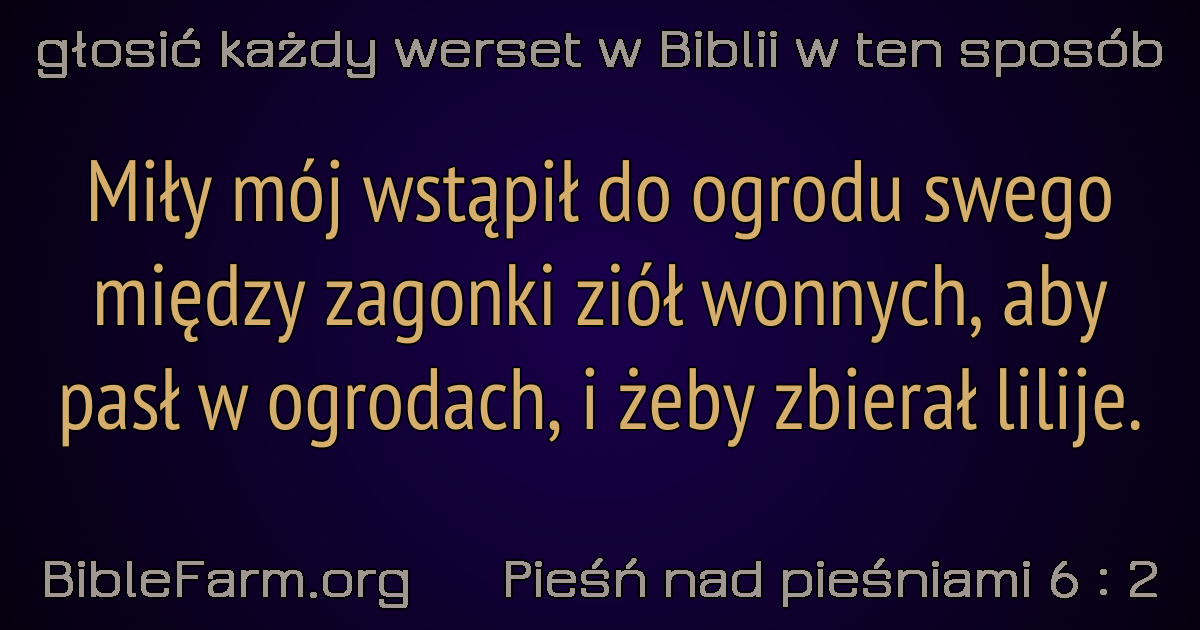 głosić każdy werset w Biblii w ten sposób
Miły mój wstąpił do ogrodu swego
między zagonki ziół wonnych, aby
pasł w ogrodach, i żeby zbierał lilije.
BibleFarm.org Pieśń nad pieśniami 6 : 2